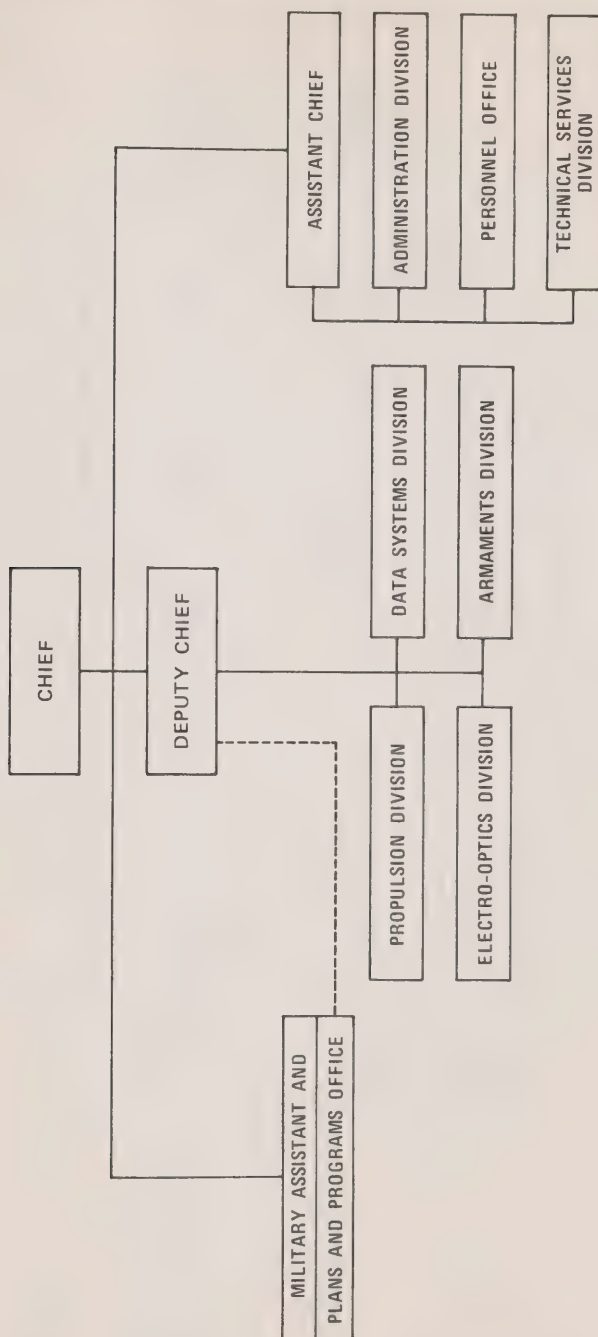 CHIEF
DEPUTY CHIEF
MILITARY ASSISTANT AND
PLANS AND PROGRAMS OFFICE
PROPULSION DIVISION
DATA SYSTEMS DIVISION
ELECTRO-OPTICS DIVISION
ARMAMENTS DIVISION
ASSISTANT CHIEF
ADMINISTRATION DIVISION
PERSONNEL OFFICE
TECHNICAL SERVICES
DIVISION